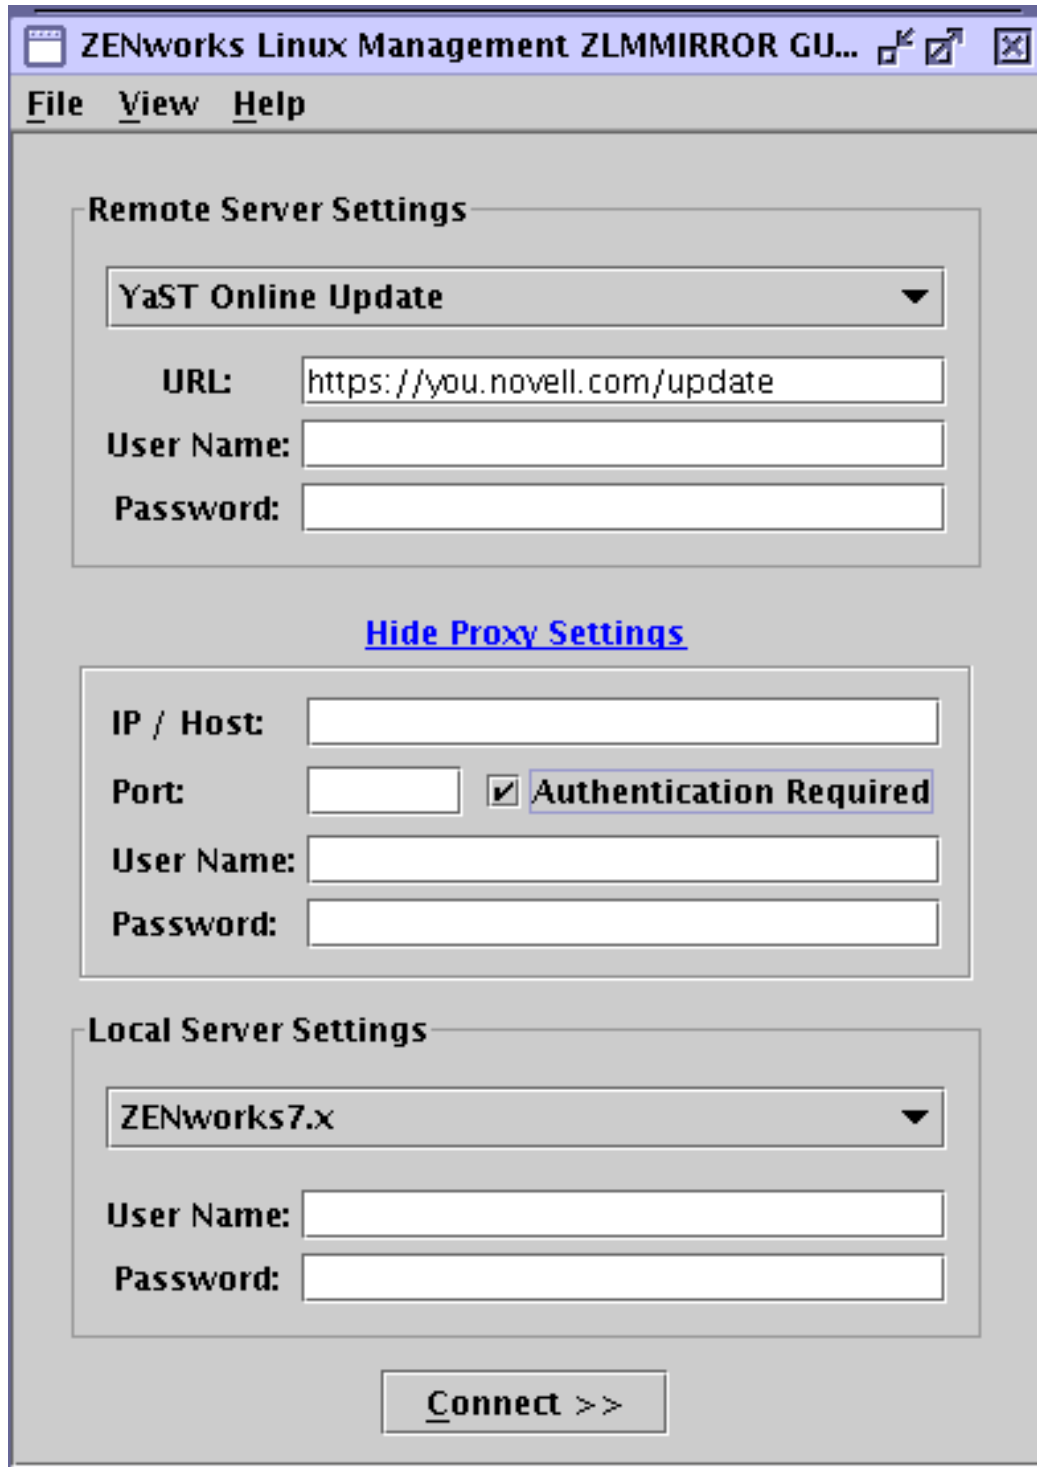 ZENworks Linux Management ZLMMIRROR GU...
File View Help
Remote Server Settings
YaST Online Update
URL: https://you.novell.com/update
User Name:
Password:
Hide Proxy Settings
IP / Host:
Port: Authentication Required
User Name:
Password:
Local Server Settings
ZENworks7.x
User Name:
Password:
Connect >>